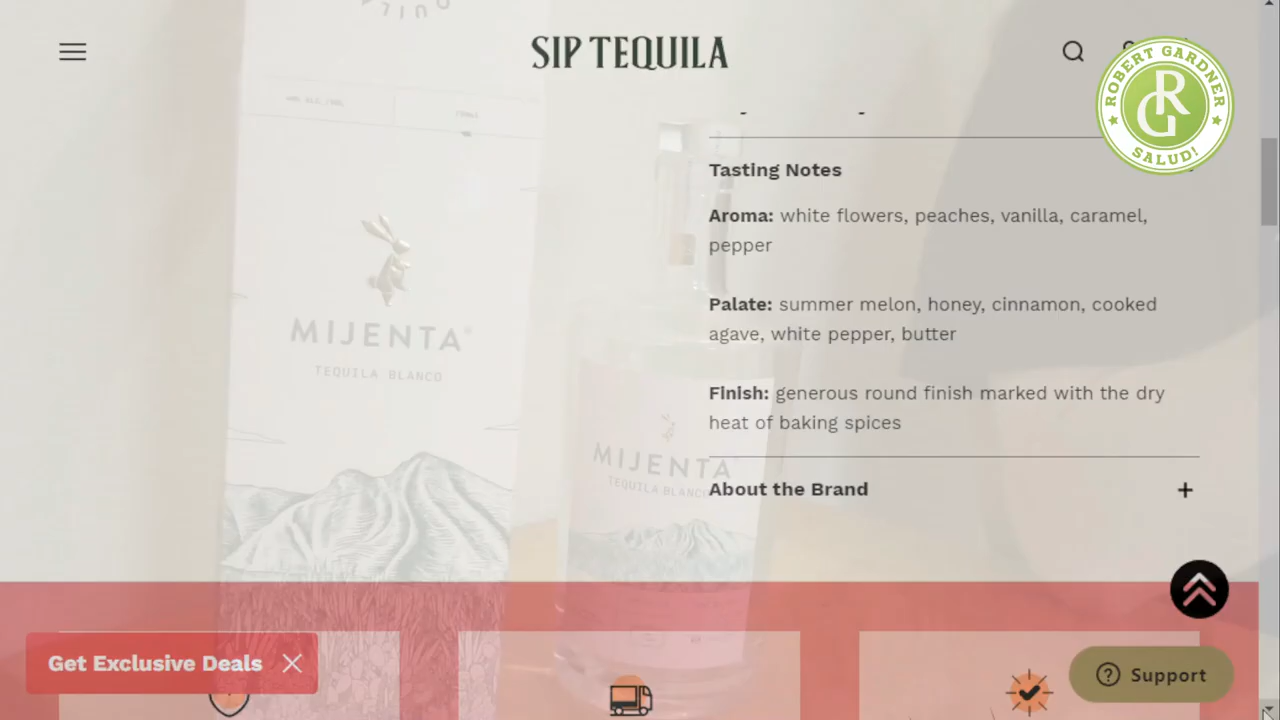 SIP TEQUILA
ROBERT GARDNER
RG
SALUD!
Tasting Notes
Aroma: white flowers, peaches, vanilla, caramel,
pepper
Palate: summer melon, honey, cinnamon, cooked
agave, white pepper, butter
Finish: generous round finish marked with the dry
heat of baking spices
About the Brand
MIJENTA®
TEQUILA BLANCO
MIJENTA
TEQUILA BLANCO
Get Exclusive Deals
Support